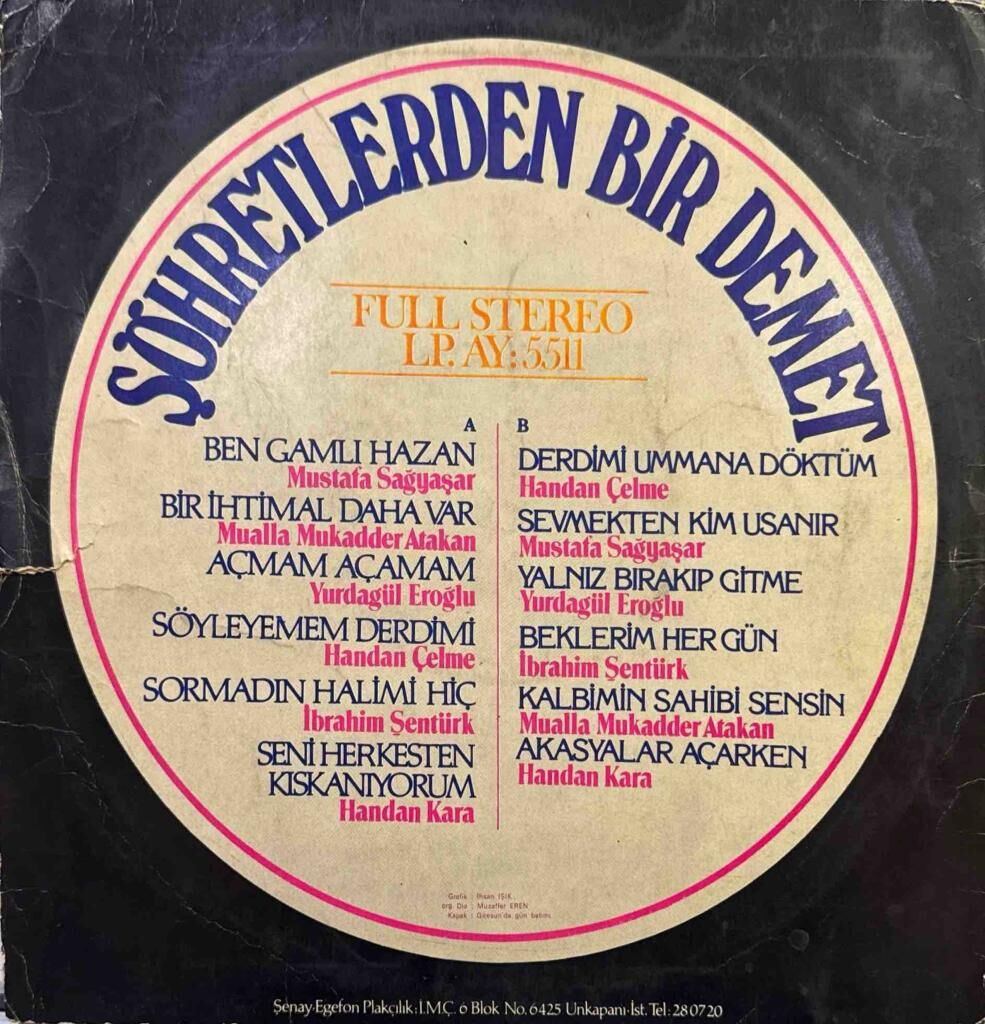 ŞÖHRETLERDEN BİR DEMET
FULL STEREO
LP. AY: 5511
A
BEN GAMLI HAZAN
Mustafa Sağyaşar
BİR İHTİMAL DAHA VAR
Mualla Mukadder Atakan
AÇMAM AÇAMAM
Yurdagül Eroğlu
SÖYLEYEMEM DERDİMİ
Handan Çelme
SORMADIN HALİMİ HİÇ
İbrahim Şentürk
SENİ HERKESTEN
KISKANIYORUM
Handan Kara
B
DERDİMİ UMMANA DÖKTÜM
Handan Çelme
SEVMEKTEN KİM USANIR
Mustafa Sağyaşar
YALNIZ BIRAKIP GİTME
Yurdagül Eroğlu
BEKLERİM HER GÜN
İbrahim Şentürk
KALBİMİN SAHİBİ SENSİN
Mualla Mukadder Atakan
AKASYALAR AÇARKEN
Handan Kara
Grafik : İhsan IŞIK
org. Dia : Muzaffer EREN
Kapak : Giresun'da gün batımı
Şenay-Egefon Plakçılık: İ.M.Ç. 6 Blok No. 6425 Unkapanı-İst. Tel: 28 07 20